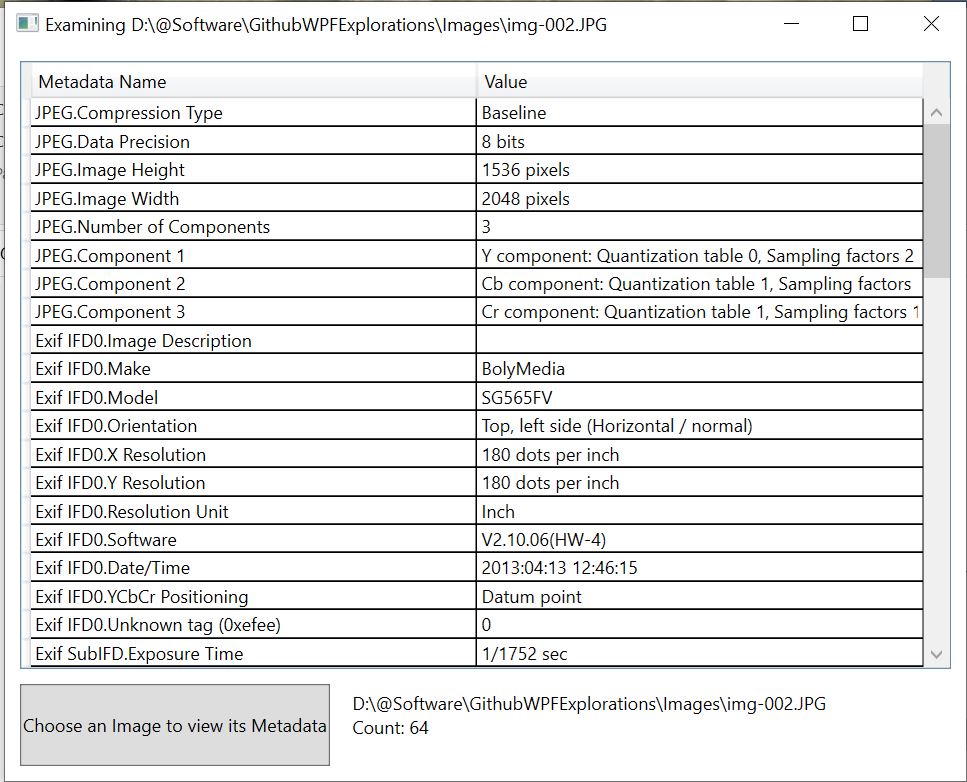 Examining D:\@Software\GithubWPFExplorations\Images\img-002.JPG
Metadata Name Value
JPEG.Compression Type Baseline
JPEG.Data Precision 8 bits
JPEG.Image Height 1536 pixels
JPEG.Image Width 2048 pixels
JPEG.Number of Components 3
JPEG.Component 1 Y component: Quantization table 0, Sampling factors 2
JPEG.Component 2 Cb component: Quantization table 1, Sampling factors
JPEG.Component 3 Cr component: Quantization table 1, Sampling factors 1
Exif IFD0.Image Description
Exif IFD0.Make BolyMedia
Exif IFD0.Model SG565FV
Exif IFD0.Orientation Top, left side (Horizontal / normal)
Exif IFD0.X Resolution 180 dots per inch
Exif IFD0.Y Resolution 180 dots per inch
Exif IFD0.Resolution Unit Inch
Exif IFD0.Software V2.10.06(HW-4)
Exif IFD0.Date/Time 2013:04:13 12:46:15
Exif IFD0.YCbCr Positioning Datum point
Exif IFD0.Unknown tag (0xefee) 0
Exif SubIFD.Exposure Time 1/1752 sec
Choose an Image to view its Metadata
D:\@Software\GithubWPFExplorations\Images\img-002.JPG
Count: 64